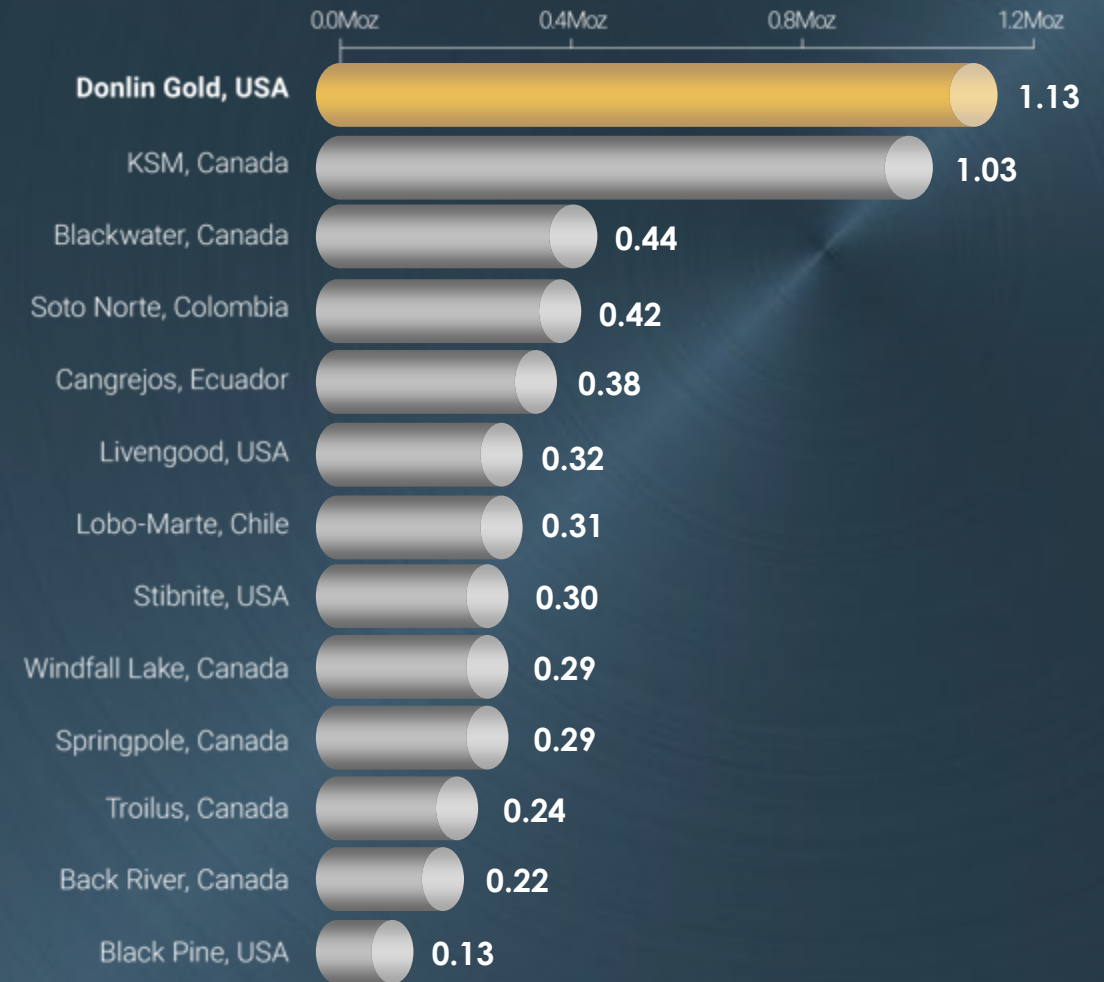 0.0Moz 0.4Moz 0.8Moz 1.2Moz
Donlin Gold, USA 1.13
KSM, Canada 1.03
Blackwater, Canada 0.44
Soto Norte, Colombia 0.42
Cangrejos, Ecuador 0.38
Livengood, USA 0.32
Lobo-Marte, Chile 0.31
Stibnite, USA 0.30
Windfall Lake, Canada 0.29
Springpole, Canada 0.29
Troilus, Canada 0.24
Back River, Canada 0.22
Black Pine, USA 0.13